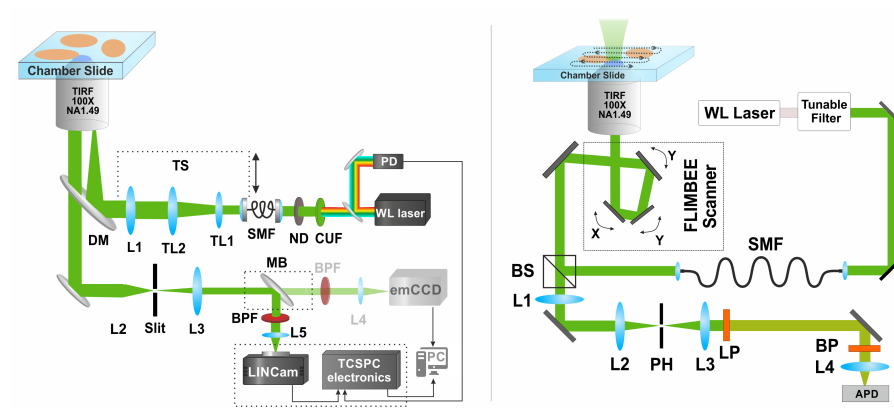 Chamber Slide
TIRF
100X
NA1.49
TS
PD
WL laser
DM
L1
TL2
TL1
SMF
ND
CUF
MB
BPF
emCCD
L2
Slit
L3
BPF
L5
L4
LINCam
TCSPC
electronics
PC
Chamber Slide
TIRF
100X
NA1.49
WL Laser
Tunable
Filter
Y
X
Y
FLIMBEE
Scanner
BS
SMF
L1
L2
PH
L3
LP
BP
L4
APD